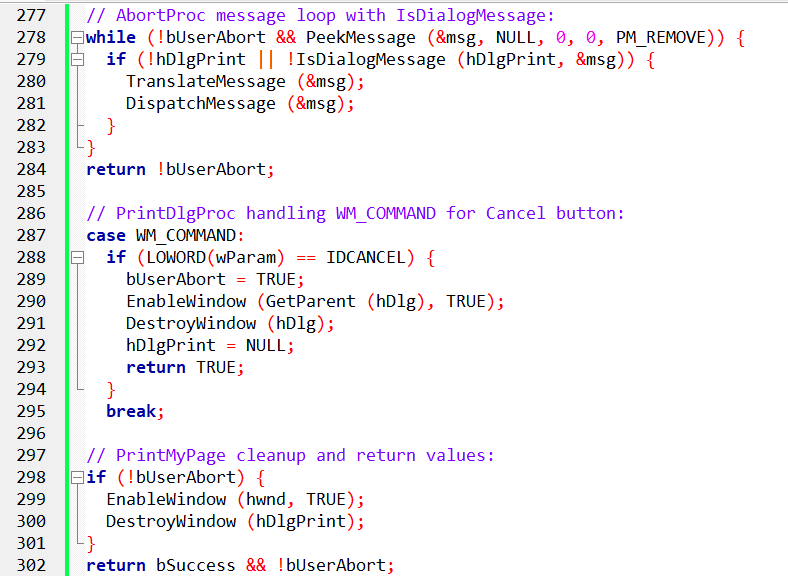 277 // AbortProc message loop with IsDialogMessage:
278 while (!bUserAbort && PeekMessage (&msg, NULL, 0, 0, PM_REMOVE)) {
279   if (!hDlgPrint || !IsDialogMessage (hDlgPrint, &msg)) {
280     TranslateMessage (&msg);
281     DispatchMessage (&msg);
282   }
283 }
284 return !bUserAbort;
285
286 // PrintDlgProc handling WM_COMMAND for Cancel button:
287 case WM_COMMAND:
288   if (LOWORD(wParam) == IDCANCEL) {
289     bUserAbort = TRUE;
290     EnableWindow (GetParent (hDlg), TRUE);
291     DestroyWindow (hDlg);
292     hDlgPrint = NULL;
293     return TRUE;
294   }
295   break;
296
297 // PrintMyPage cleanup and return values:
298 if (!bUserAbort) {
299   EnableWindow (hwnd, TRUE);
300   DestroyWindow (hDlgPrint);
301 }
302 return bSuccess && !bUserAbort;